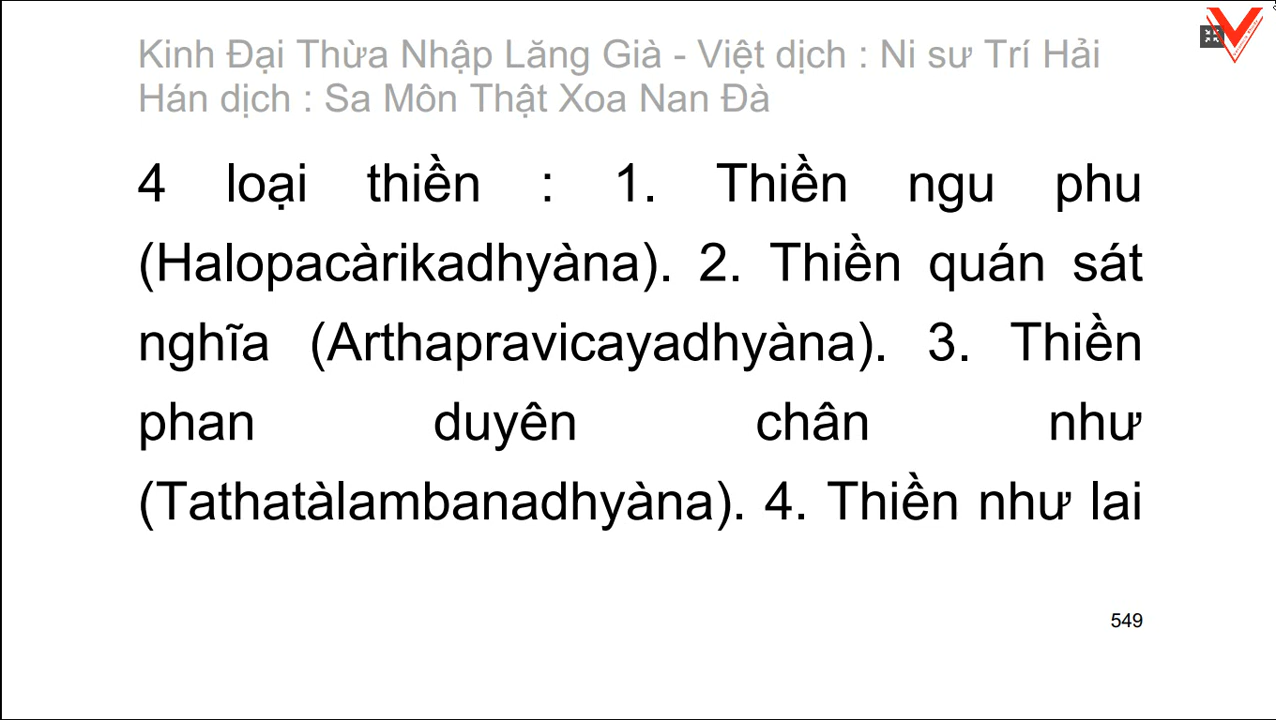 Kinh Đại Thừa Nhập Lăng Già - Việt dịch : Ni sư Trí Hải
Hán dịch : Sa Môn Thật Xoa Nan Đà
4 loại thiền : 1. Thiền ngu phu
(Halopacàrikadhyàna). 2. Thiền quán sát
nghĩa (Arthapravicayadhyàna). 3. Thiền
phan duyên chân như
(Tathatàlambanadhyàna). 4. Thiền như lai
549